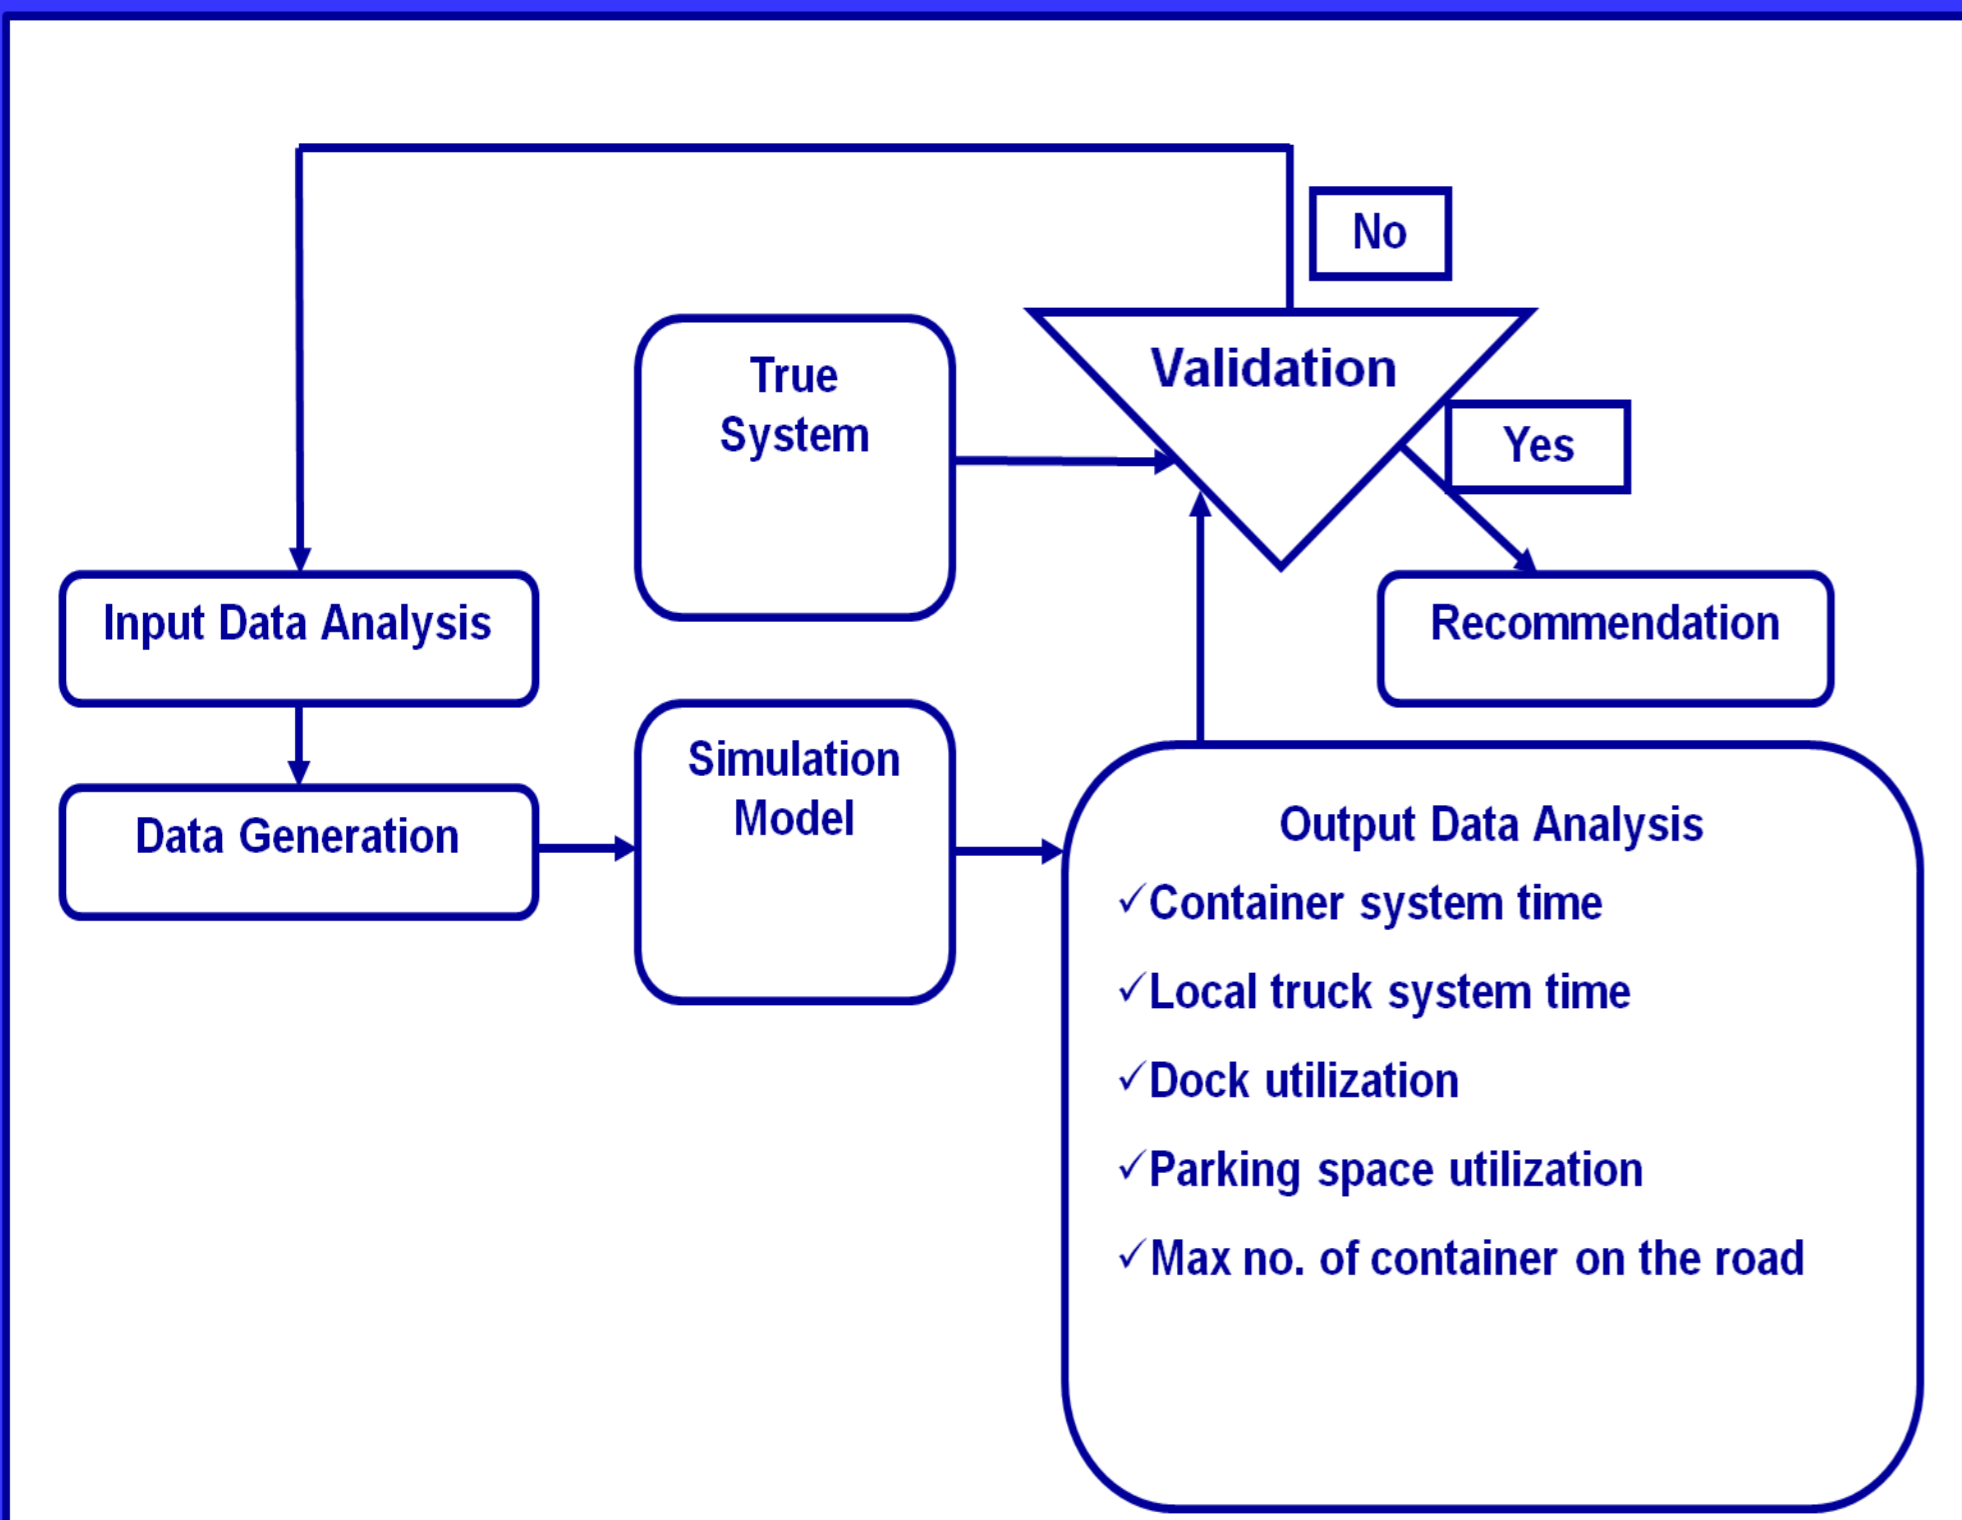 No
Validation
True
System
Yes
Input Data Analysis
Recommendation
Data Generation
Simulation
Model
Output Data Analysis
✓Container system time
✓Local truck system time
✓Dock utilization
✓Parking space utilization
✓Max no. of container on the road